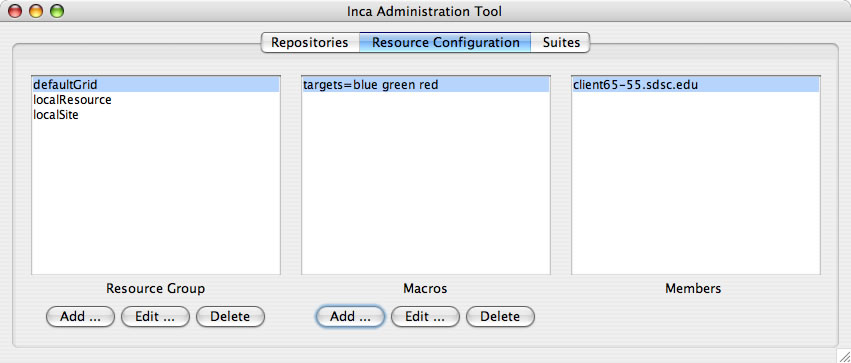 Inca Administration Tool
Repositories Resource Configuration Suites
defaultGrid
localResource
localSite
targets=blue green red
client65-55.sdsc.edu
Resource Group
Macros
Members
Add ... Edit ... Delete
Add ... Edit ... Delete